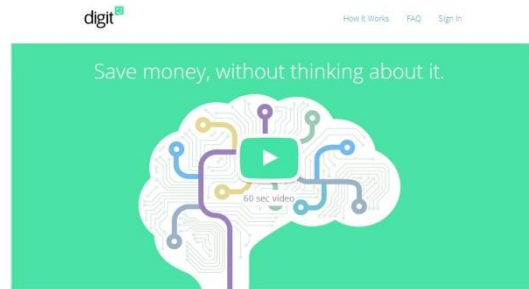 digit
How it Works FAQ Sign In
Save money, without thinking about it.
60 sec video